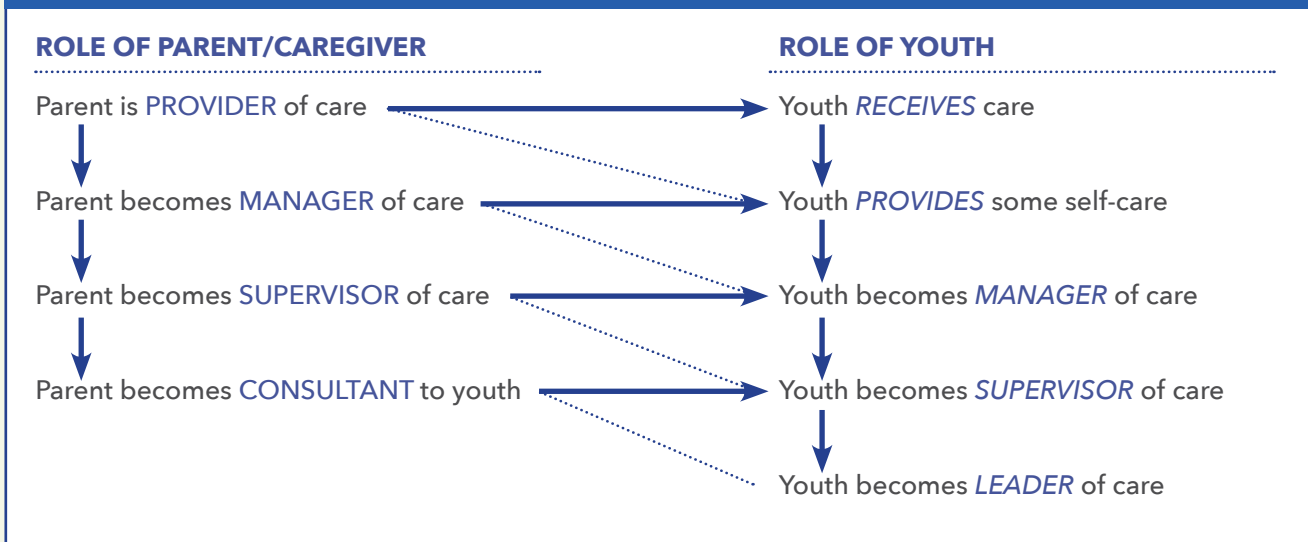 ROLE OF PARENT/CAREGIVER
ROLE OF YOUTH
Parent is PROVIDER of care
Youth RECEIVES care
Parent becomes MANAGER of care
Youth PROVIDES some self-care
Parent becomes SUPERVISOR of care
Youth becomes MANAGER of care
Parent becomes CONSULTANT to youth
Youth becomes SUPERVISOR of care
Youth becomes LEADER of care